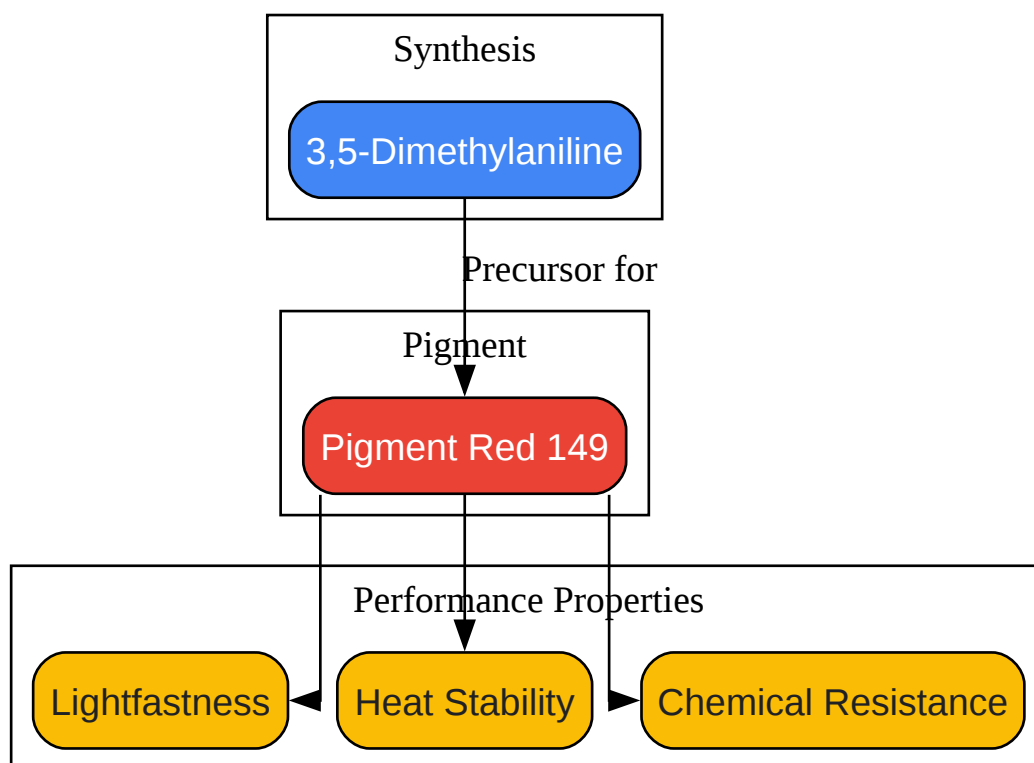 Synthesis
3,5-Dimethylaniline
Precursor for
Pigment
Pigment Red 149
Performance Properties
Lightfastness
Heat Stability
Chemical Resistance